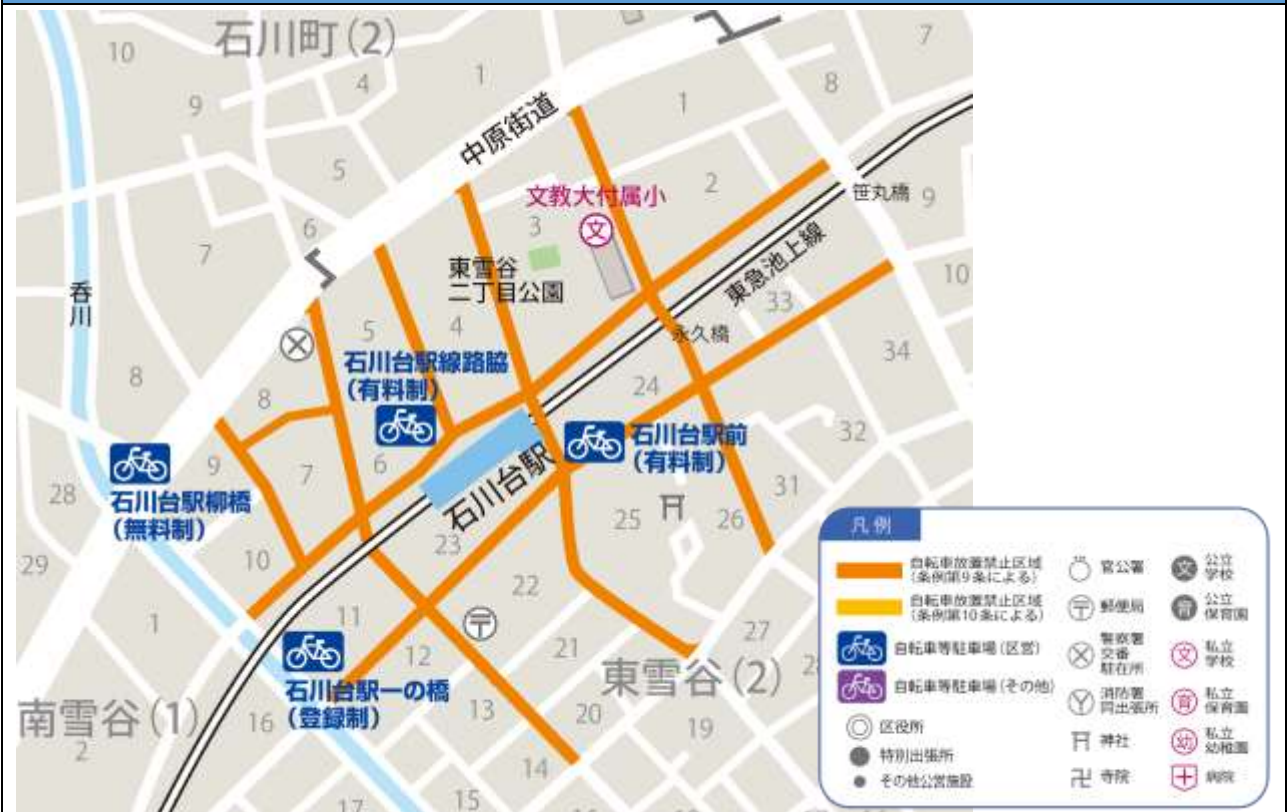 石川町(2)
10
9
4
1
7
8
1
中原街道
5
2
文教大付属小
文
3
笹丸橋
9
6
7
東雪谷
二丁目公園
東急池上線
10
呑川
33
5
4
永久橋
石川台駅線路脇
(有料制)
34
8
24
8
石川台駅前
(有料制)
32
9
石川台駅
6
7
石川台駅柳橋
(無料制)
28
31
25
26
23
10
29
22
11
1
27
21
12
東雪谷(2)
28
石川台駅一の橋
(登録制)
南雪谷(1)
16
13
20
19
2
14
15
17
凡例
自転車放置禁止区域
(条例第9条による)
自転車放置禁止区域
(条例第10条による)
自転車等駐車場(区営)
自転車等駐車場(その他)
区役所
特別出張所
その他公営施設
官公署
郵便局
警察署
交番
駐在所
消防署
同出張所
神社
寺院
文
公立
学校
育
公立
保育園
文
私立
学校
育
私立
保育園
幼
私立
幼稚園
病院